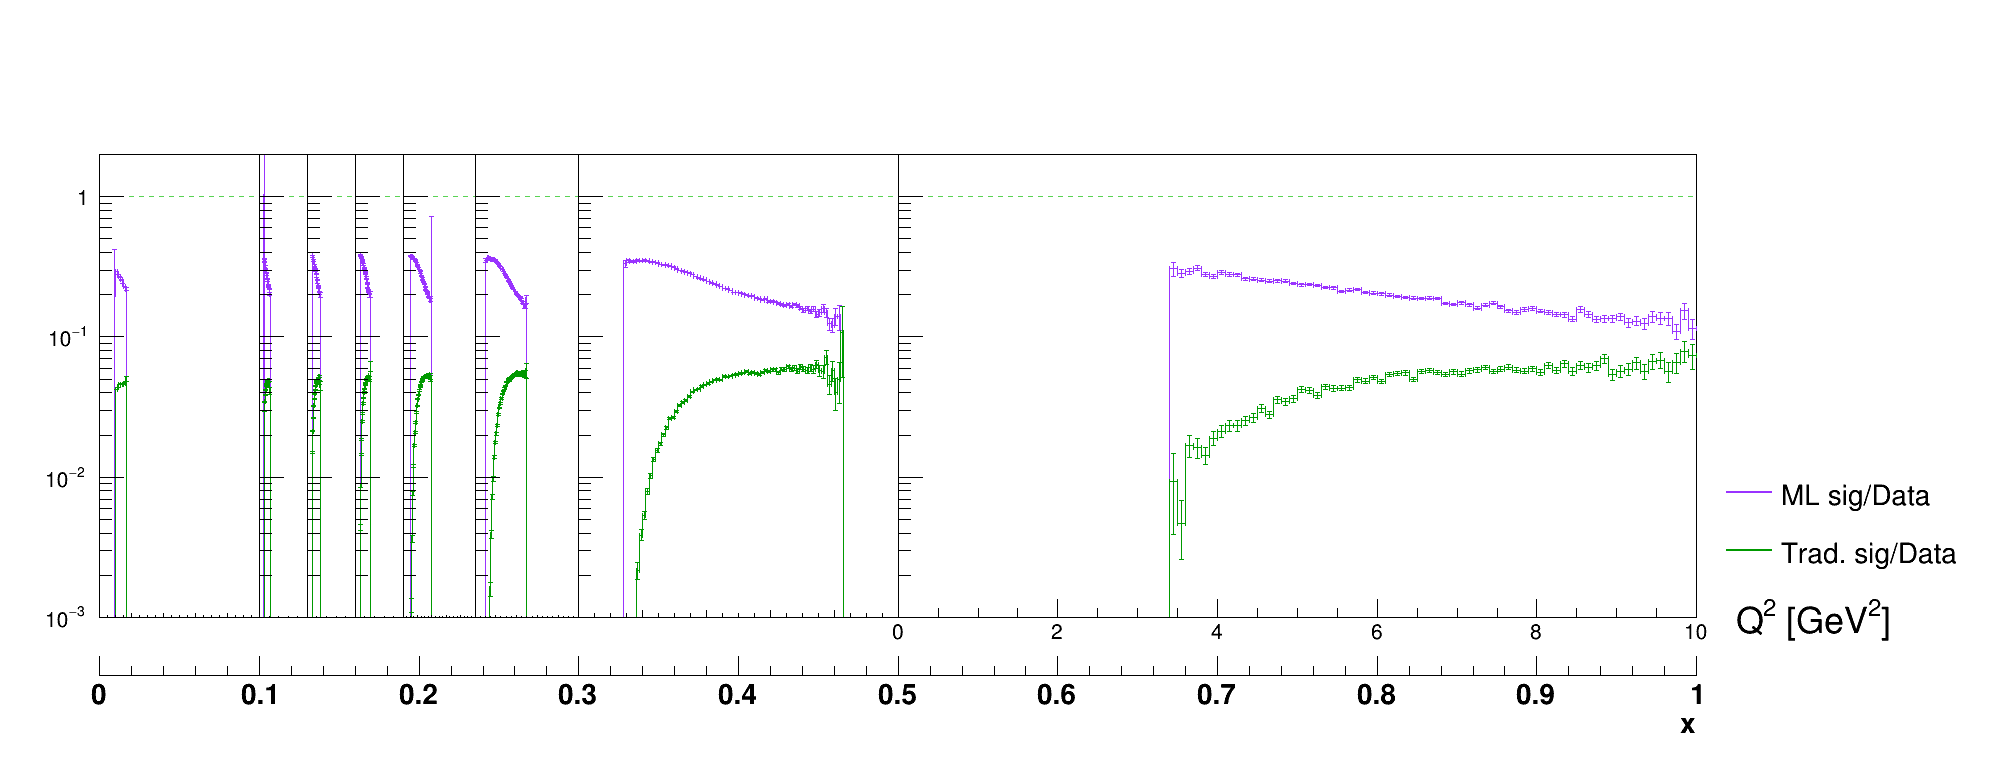 1
10⁻¹
10⁻²
10⁻³
ML sig/Data
Trad. sig/Data
Q² [GeV²]
0 2 4 6 8 10
0 0.1 0.2 0.3 0.4 0.5 0.6 0.7 0.8 0.9 1
x